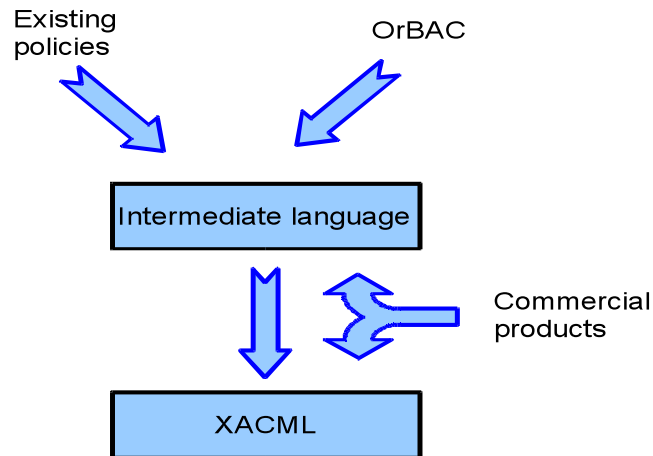 Existing
policies
OrBAC
Intermediate language
Commercial
products
XACML